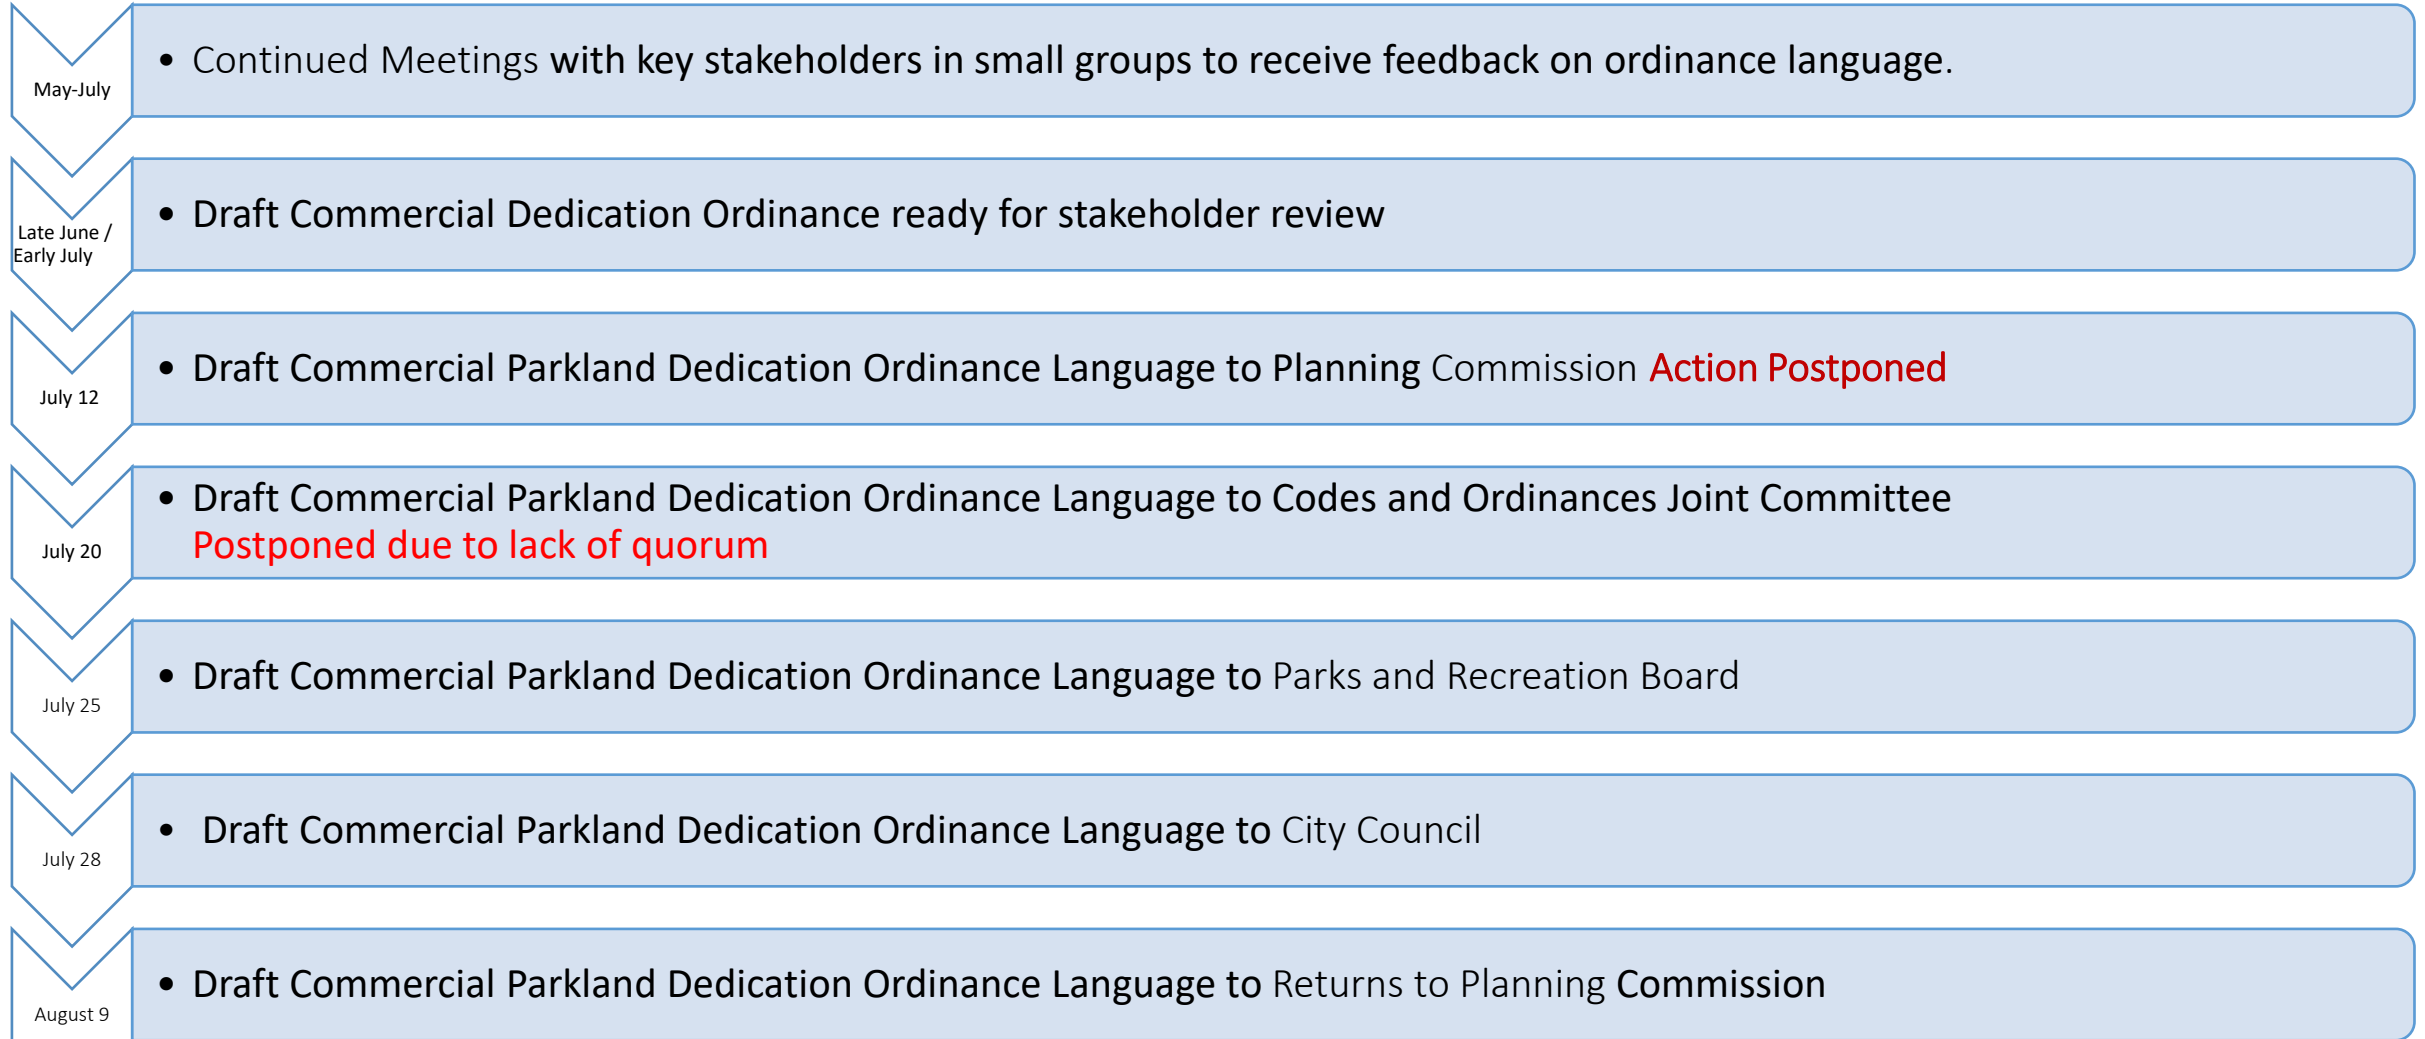 May-July
• Continued Meetings with key stakeholders in small groups to receive feedback on ordinance language.
Late June /
Early July
• Draft Commercial Dedication Ordinance ready for stakeholder review
July 12
• Draft Commercial Parkland Dedication Ordinance Language to Planning Commission Action Postponed
July 20
• Draft Commercial Parkland Dedication Ordinance Language to Codes and Ordinances Joint Committee
Postponed due to lack of quorum
July 25
• Draft Commercial Parkland Dedication Ordinance Language to Parks and Recreation Board
July 28
• Draft Commercial Parkland Dedication Ordinance Language to City Council
August 9
• Draft Commercial Parkland Dedication Ordinance Language to Returns to Planning Commission